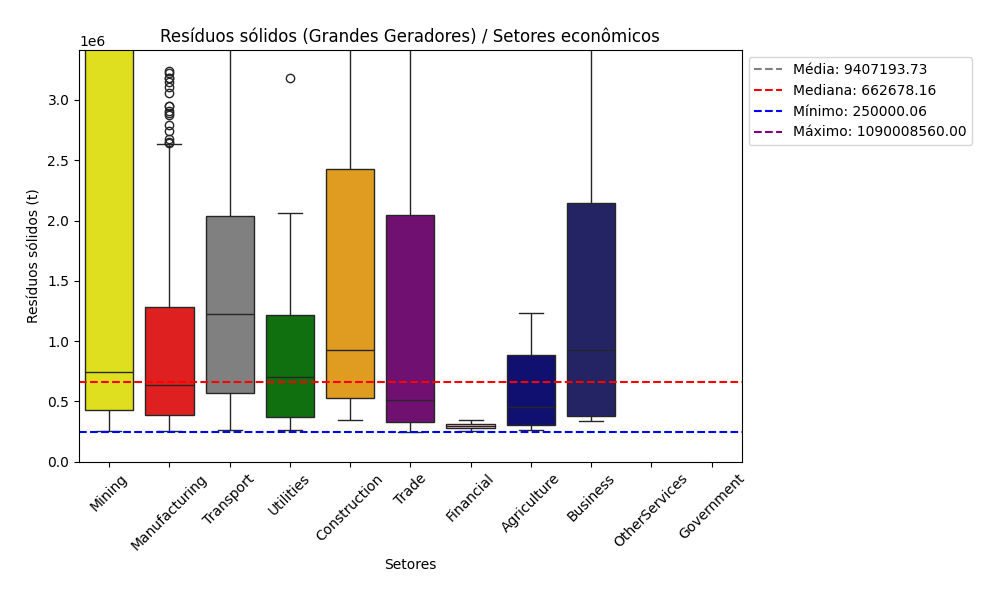 Resíduos sólidos (Grandes Geradores) / Setores econômicos
1e6
3.0
2.5
2.0
1.5
1.0
0.5
0.0
Resíduos sólidos (t)
Mining
Manufacturing
Transport
Utilities
Construction
Trade
Financial
Agriculture
Business
OtherServices
Government
Setores
Média: 9407193.73
Mediana: 662678.16
Mínimo: 250000.06
Máximo: 1090008560.00